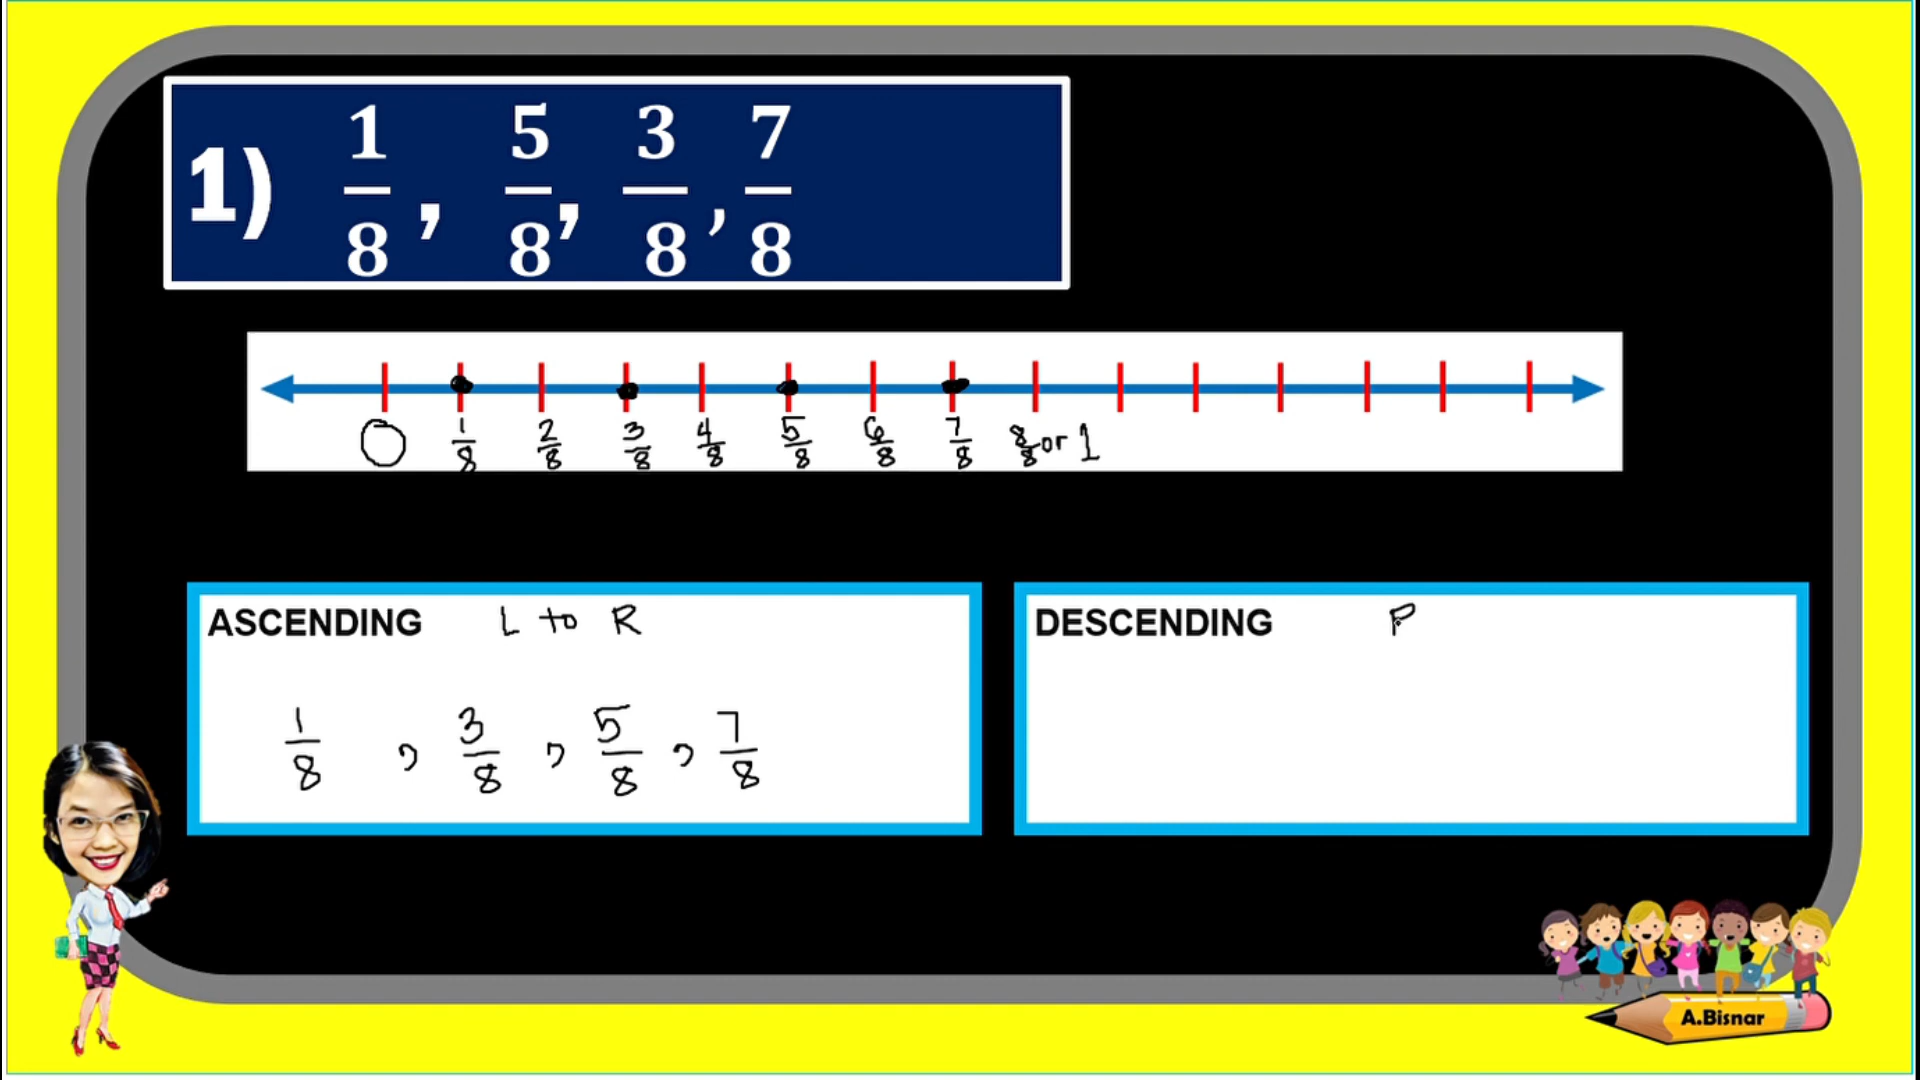 1) 1/8, 5/8, 3/8, 7/8
0 1/8 2/8 3/8 4/8 5/8 6/8 7/8 8/8 or 1
ASCENDING L to R
1/8, 3/8, 5/8, 7/8
DESCENDING
A.Bisnar